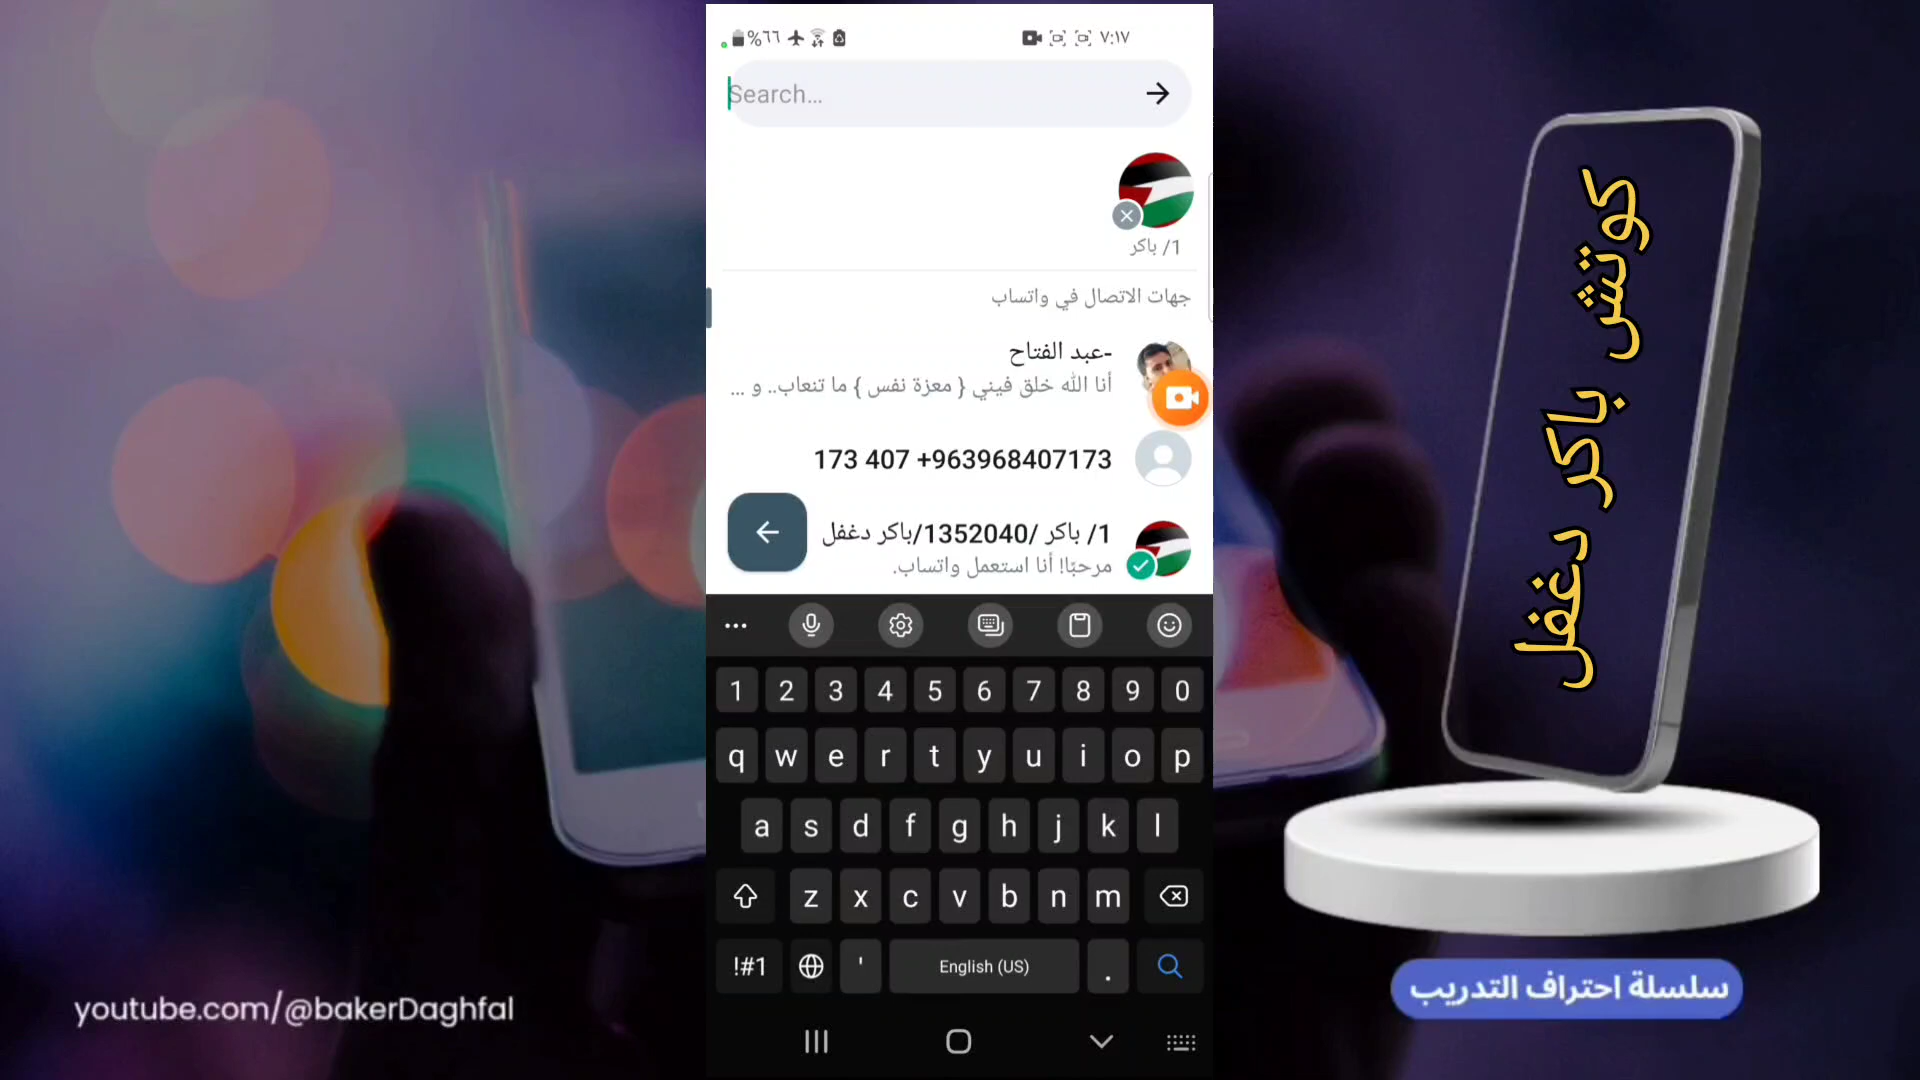 %٦٦
٧:١٧
Search...
1/ باكر
جهات الاتصال في واتساب
-عبد الفتاح
أنا الله خلق فيني { معزة نفس } ما تنعاب.. و ...
173 407 +963968407173
1/ باكر /1352040/باكر دغفل
مرحبًا! أنا استعمل واتساب.
1 2 3 4 5 6 7 8 9 0
q w e r t y u i o p
a s d f g h j k l
z x c v b n m
!#1 ' English (US) .
كوتش باكر دغفل
سلسلة احتراف التدريب
youtube.com/@bakerDaghfal